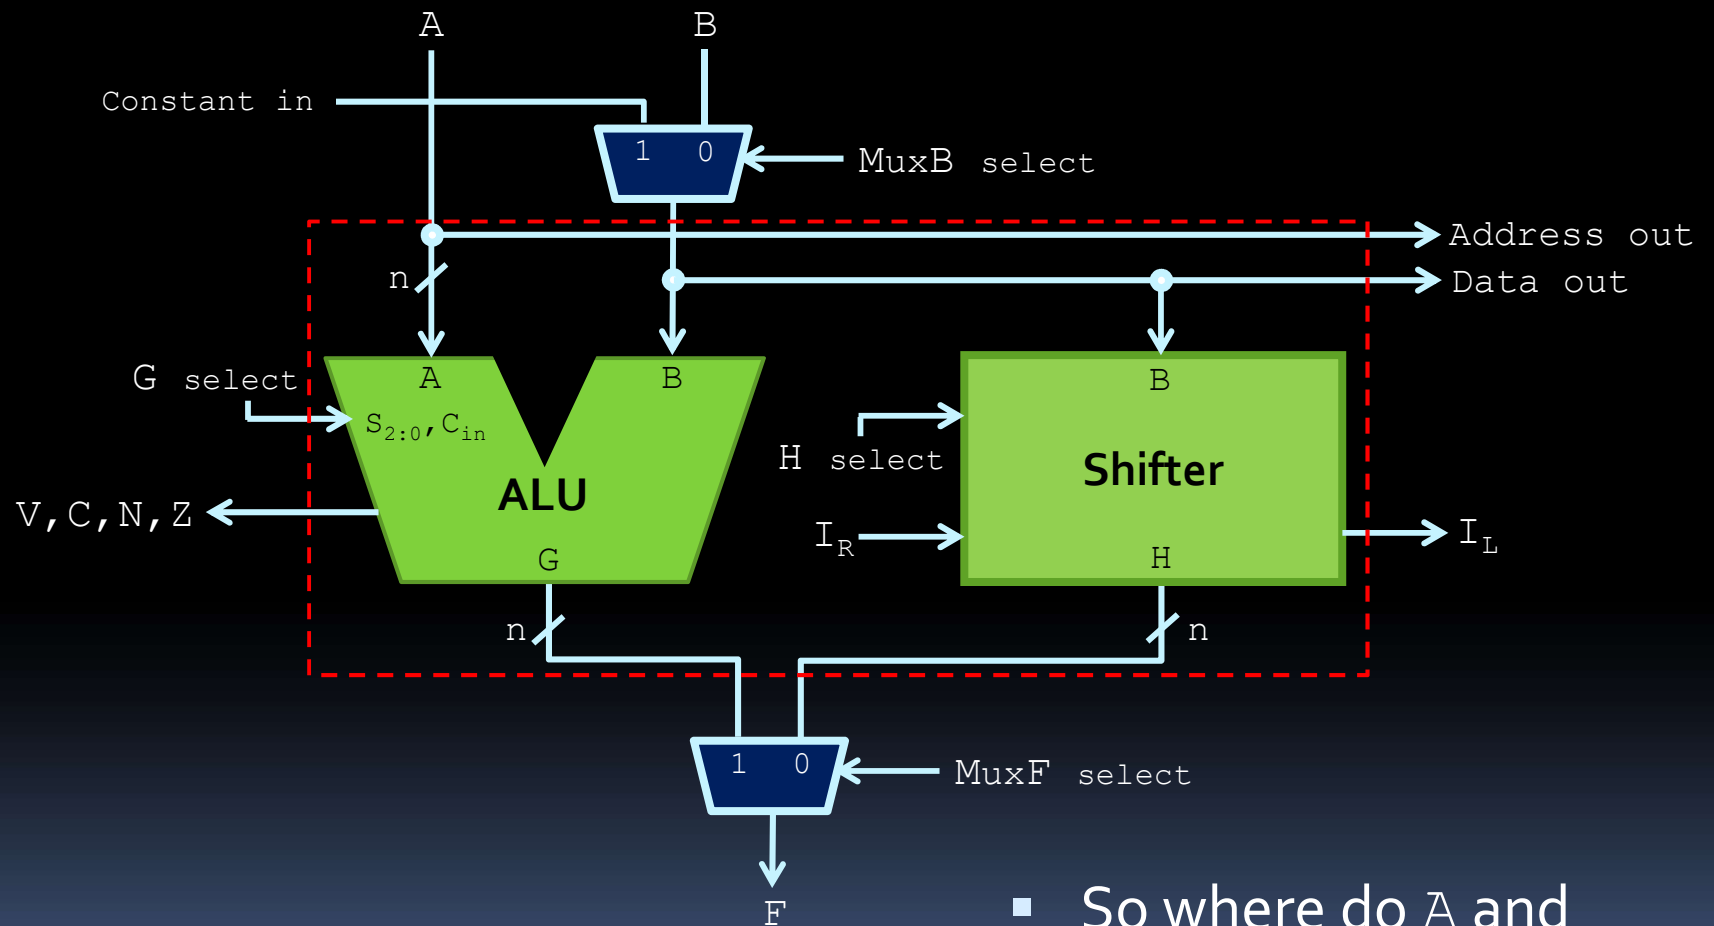 A B
Constant in
1 0
MuxB select
Address out
n
Data out
G select
A B
S2:0,Cin
B
H select
ALU
Shifter
V,C,N,Z
IR
IL
G
H
n
n
1 0
MuxF select
F
▪ So where do A and